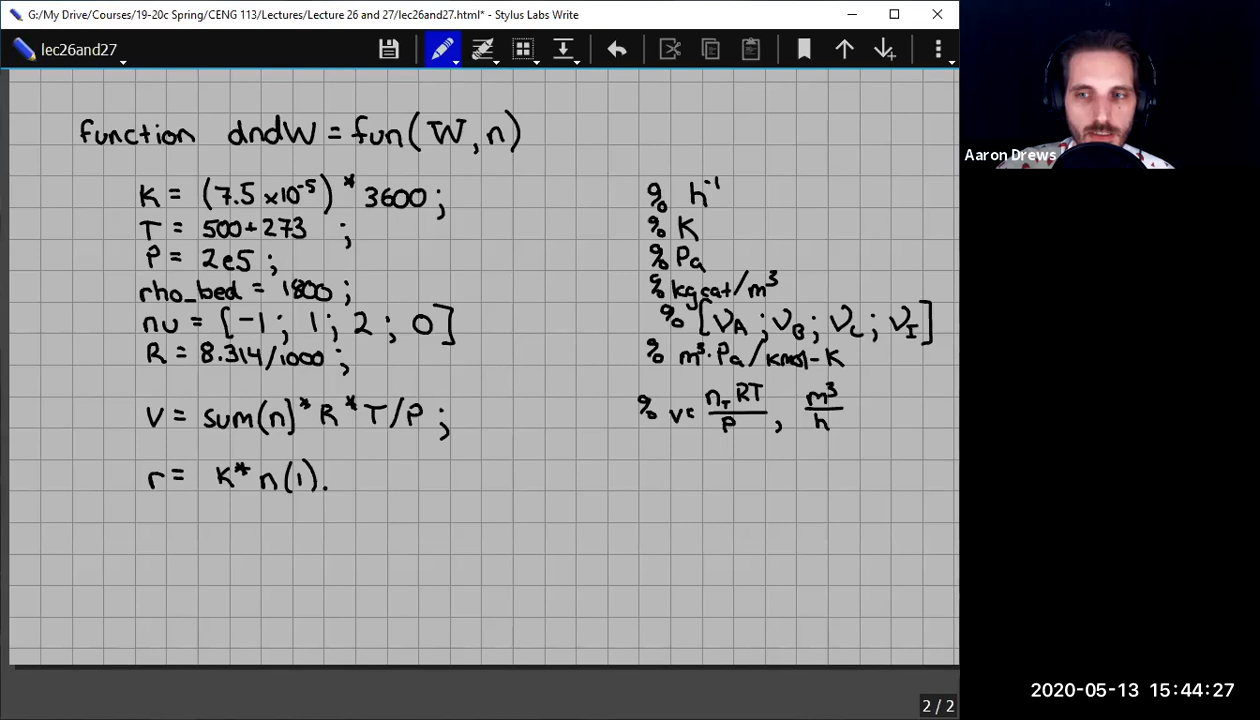 G:/My Drive/Courses/19-20c Spring/CENG 113/Lectures/Lecture 26 and 27/lec26and27.html* - Stylus Labs Write
lec26and27
Aaron Drews
function dndW = fun(W,n)
K = (7.5 ×10⁻⁵)* 3600 ; % h⁻¹
T = 500+273 ; % K
P = 2e5 ; % Pa
rho_bed = 1800 ; % kgcat/m³
nu = [-1 ; 1 ; 2 ; 0] % [νA ; νB ; νC ; νI]
R = 8.314/1000 ; % m³·Pa/kmol-K
V = sum(n)*R*T/P ; % v= nT RT/P , m³/h
r = K*n(1).
2 / 2
2020-05-13 15:44:27